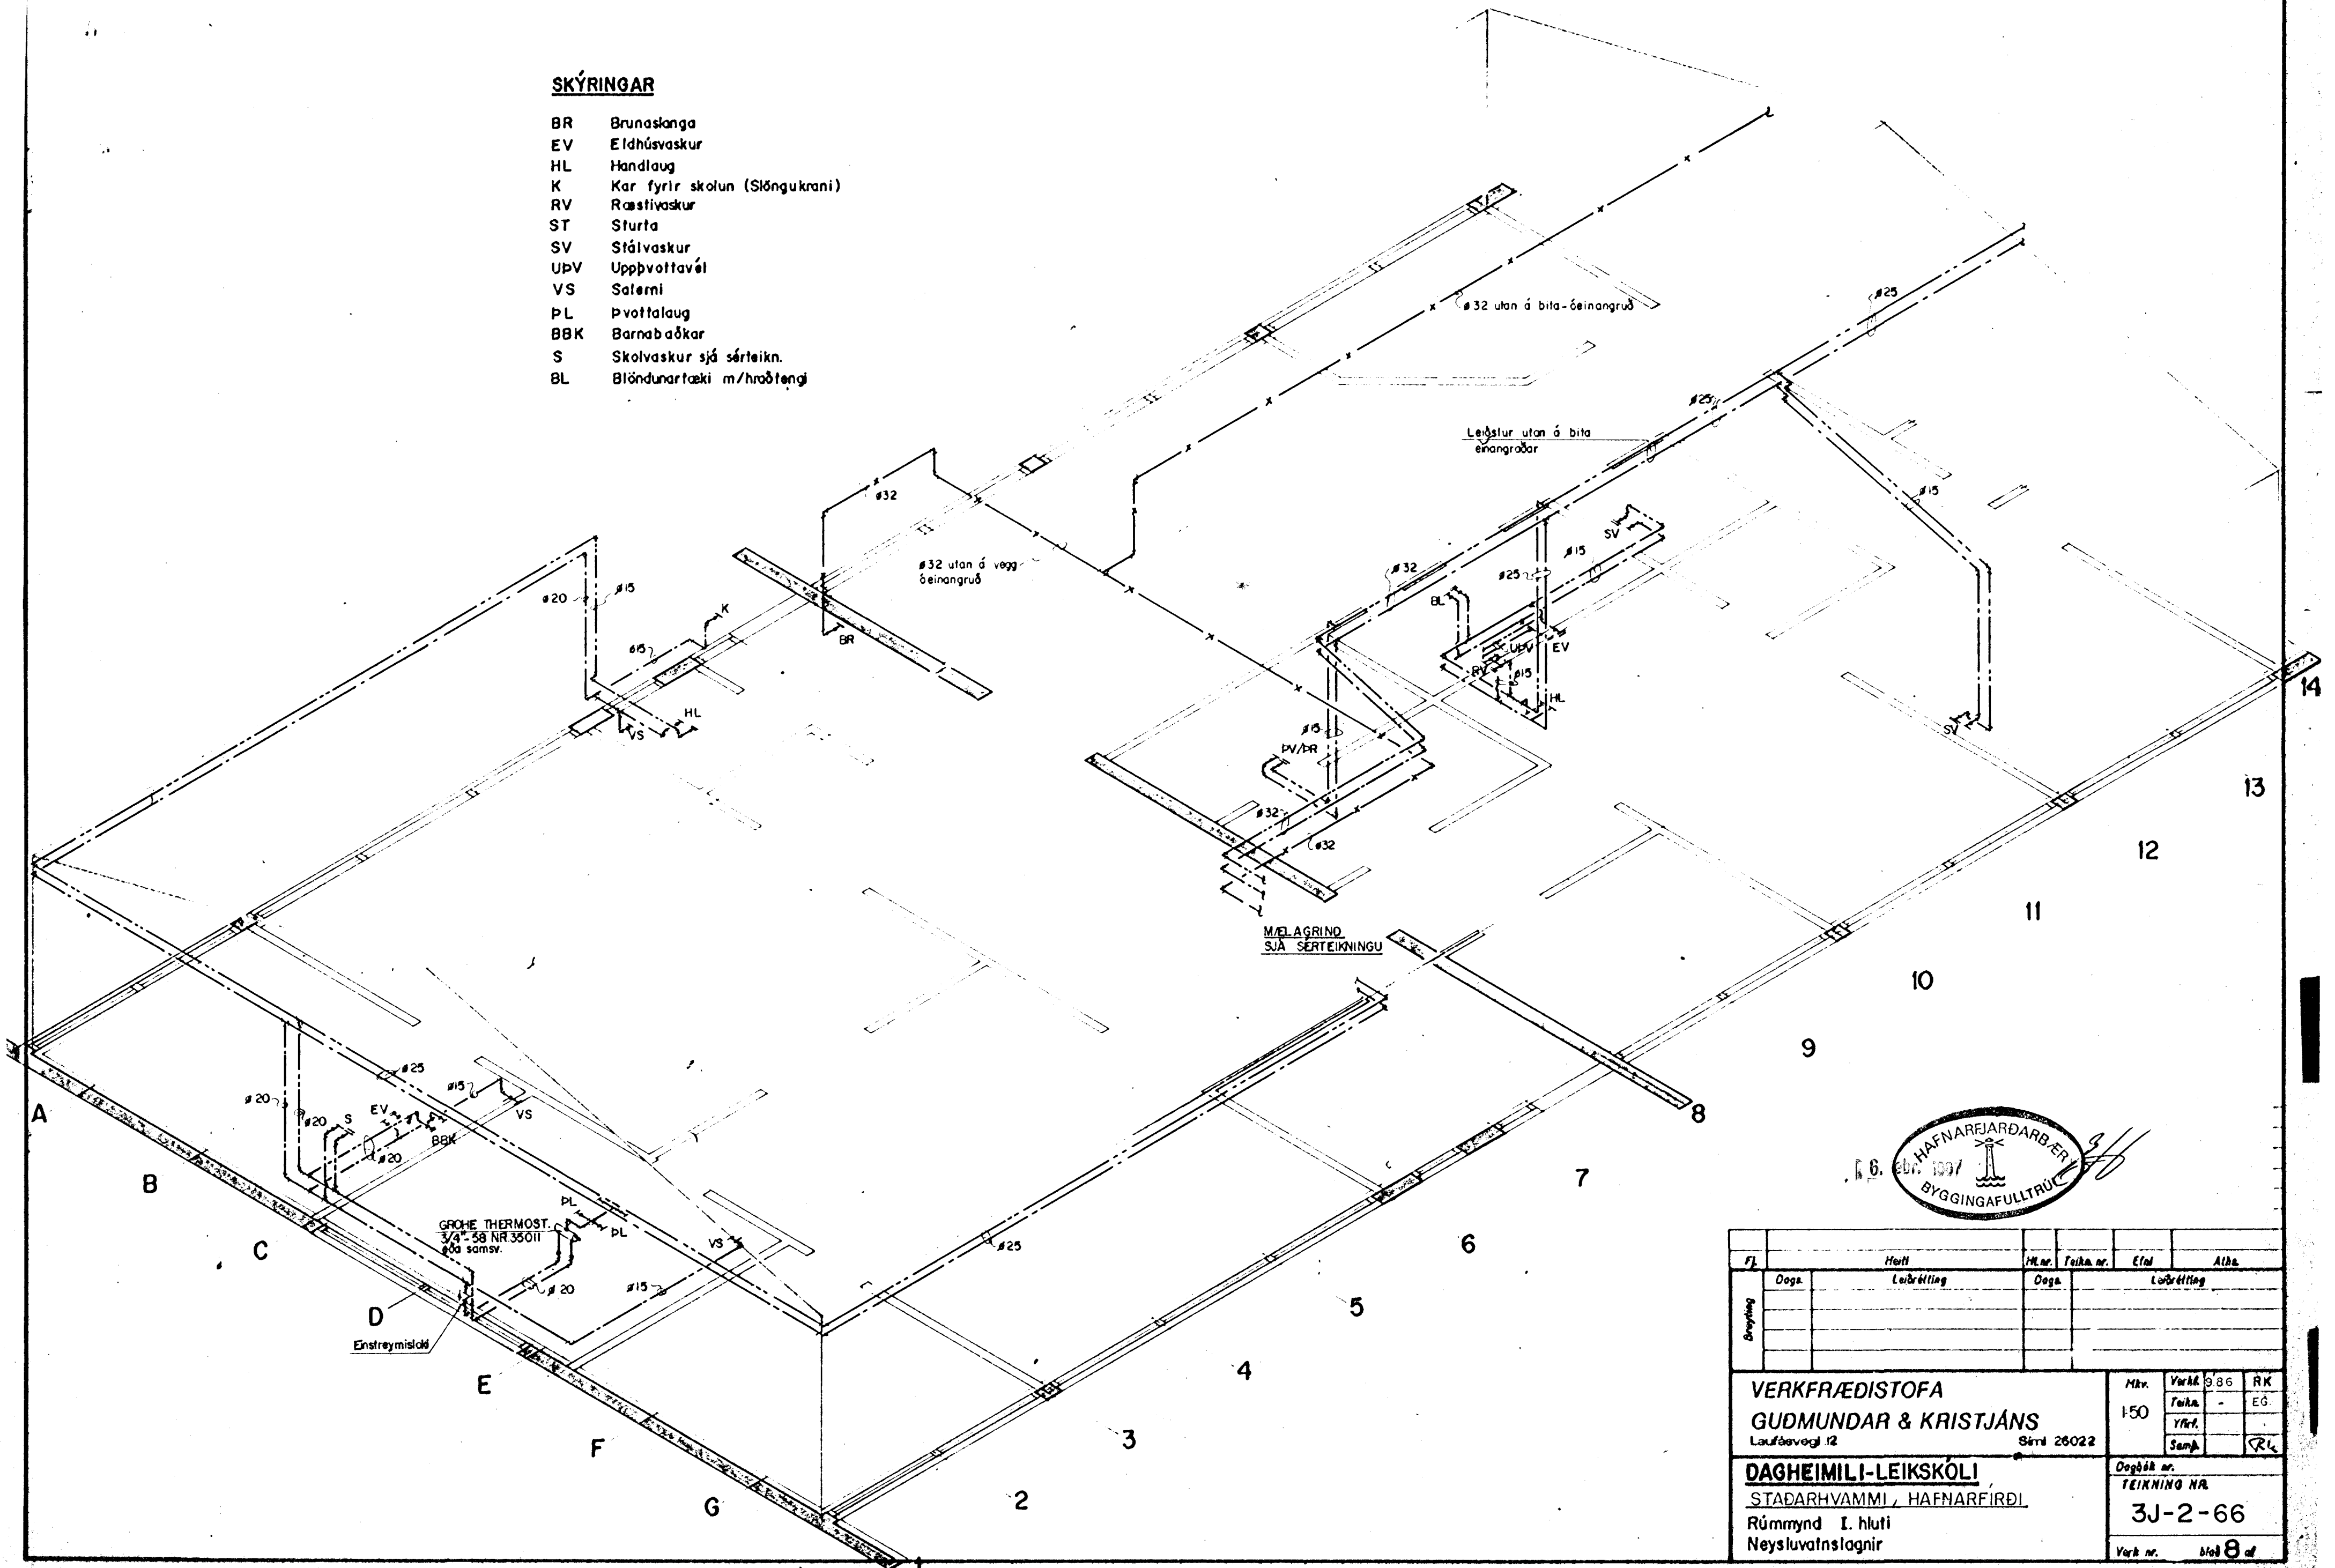 SKÝRINGAR
BR Brunaslanga
EV Eldhúsvaskur
HL Handlaug
K Kar fyrir skolun (Slöngukrani)
RV Ræstivaskur
ST Sturta
SV Stálvaskur
UÞV Uppþvottavél
VS Salerni
ÞL Þvottalaug
BBK Barnabaðkar
S Skolvaskur sjá sérteikn.
BL Blöndunartæki m/hraðtengi
ø32 utan á bita-óeinangruð
ø25
ø25
Leiðslur utan á bita
einangraðar
ø15
ø32
ø32 utan á vegg
óeinangruð
SV
ø15
ø32
ø25
BL
UÞV
EV
RV
ø15
HL
ø20
ø15
K
BR
ø15
HL
VS
SV
ø15
ÞV/ÞR
ø32
ø32
MÆLAGRIND
SJÁ SÉRTEIKNINGU
ø25
ø15
ø20
ø20
S
EV
BBK
VS
ø20
GROHE THERMOST.
3/4"-58 NR.35011
eða samsv.
ÞL
ÞL
VS
ø20
ø15
ø25
Einstreymisloki
A
B
C
D
E
F
G
1
2
3
4
5
6
7
8
9
10
11
12
13
14
HAFNARFJARÐARBÆR
BYGGINGAFULLTRÚI
Fj. Heiti Hl.nr. Teikn. nr. Efni Aths.
Breyting
Dags. Leiðrétting Dags. Leiðrétting
VERKFRÆÐISTOFA
GUÐMUNDAR & KRISTJÁNS
Laufásvegi 12 Sími 26022
Mkv.
1:50
Verkfr. 9.86 RK
Teikn. - EG.
Yfirf.
Samþ. RK
DAGHEIMILI-LEIKSKÓLI
STAÐARHVAMMI, HAFNARFIRÐI
Rúmmynd I. hluti
Neysluvatnslagnir
Dagbók nr.
TEIKNING NR.
3J-2-66
Verk nr. blað 8 af